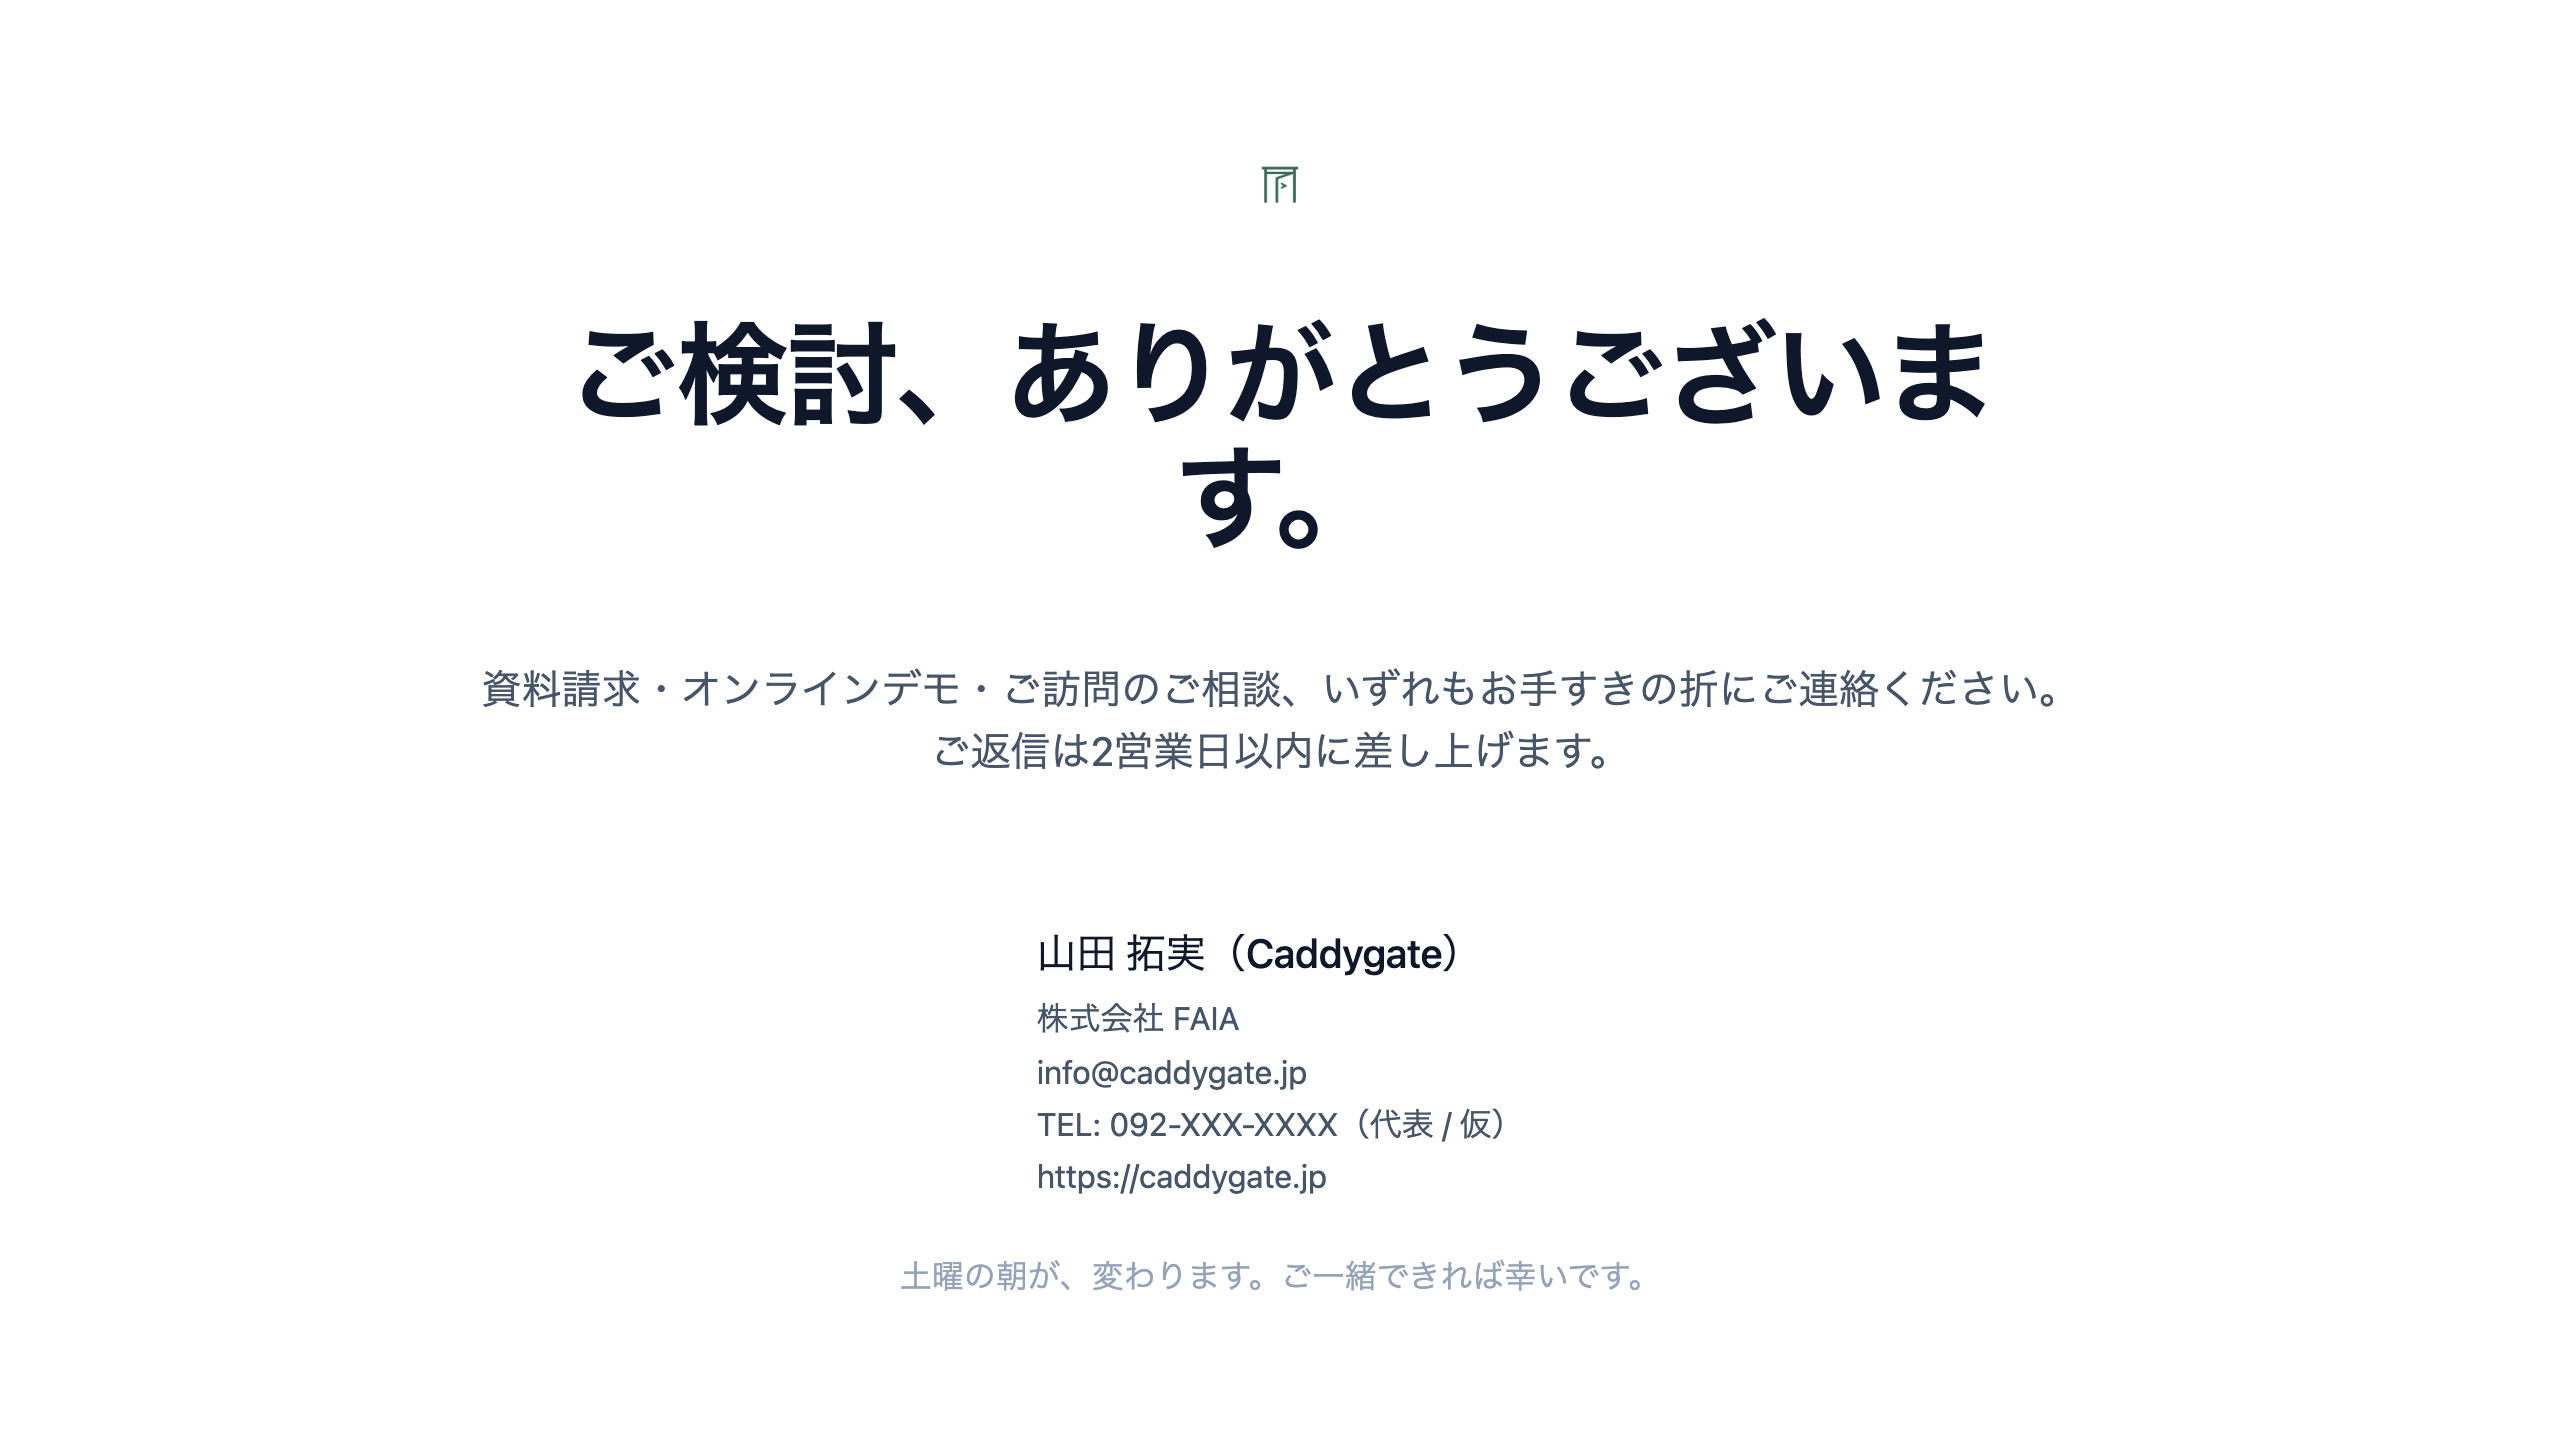 ご検討、ありがとうございま
す。
資料請求・オンラインデモ・ご訪問のご相談、いずれもお手すきの折にご連絡ください。
ご返信は2営業日以内に差し上げます。
山田 拓実（Caddygate）
株式会社 FAIA
info@caddygate.jp
TEL: 092-XXX-XXXX（代表 / 仮）
https://caddygate.jp
土曜の朝が、変わります。ご一緒できれば幸いです。